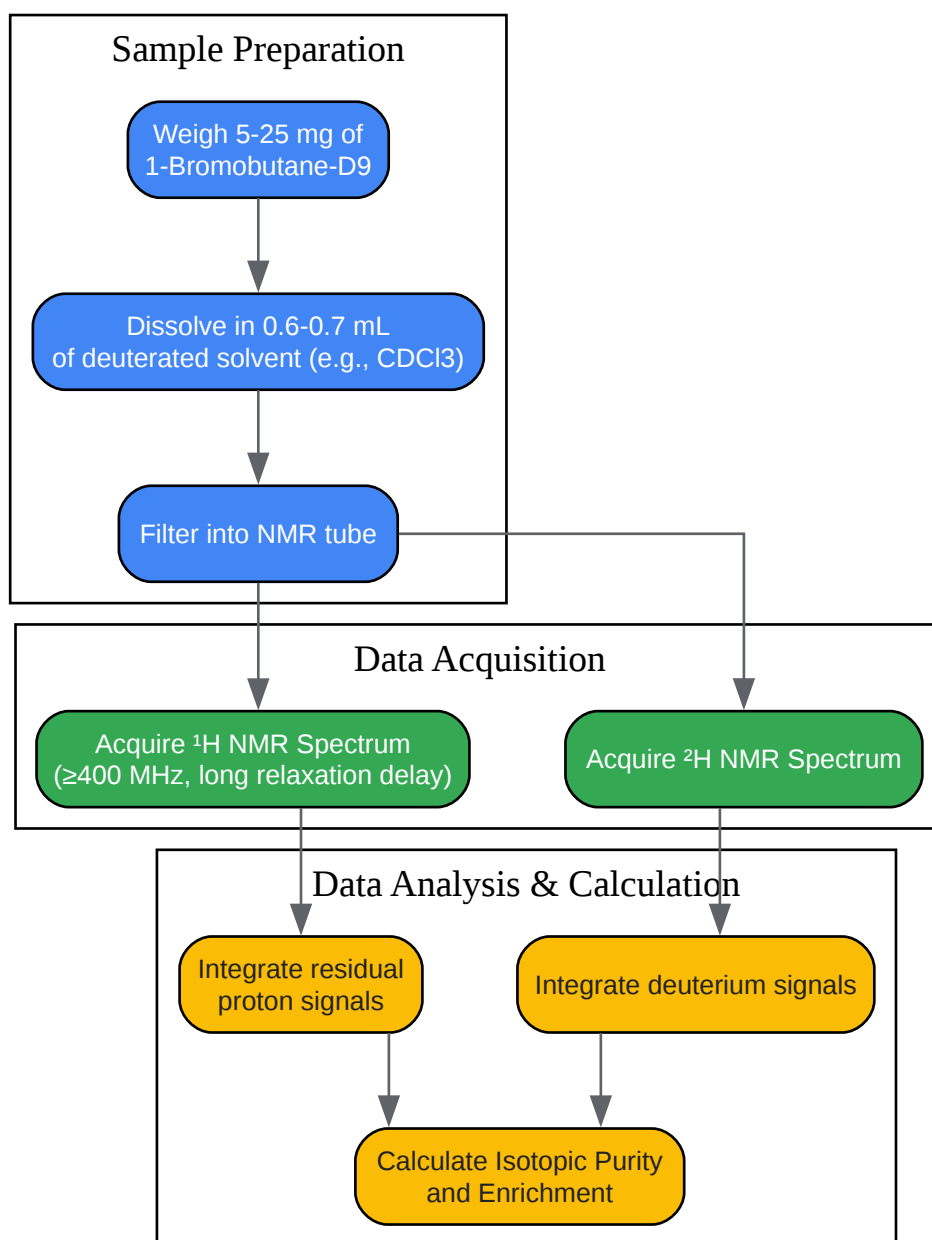 Sample Preparation
Weigh 5-25 mg of
1-Bromobutane-D9
Dissolve in 0.6-0.7 mL
of deuterated solvent (e.g., CDCl3)
Filter into NMR tube
Data Acquisition
Acquire ¹H NMR Spectrum
(≥400 MHz, long relaxation delay)
Acquire ²H NMR Spectrum
Data Analysis & Calculation
Integrate residual
proton signals
Integrate deuterium signals
Calculate Isotopic Purity
and Enrichment